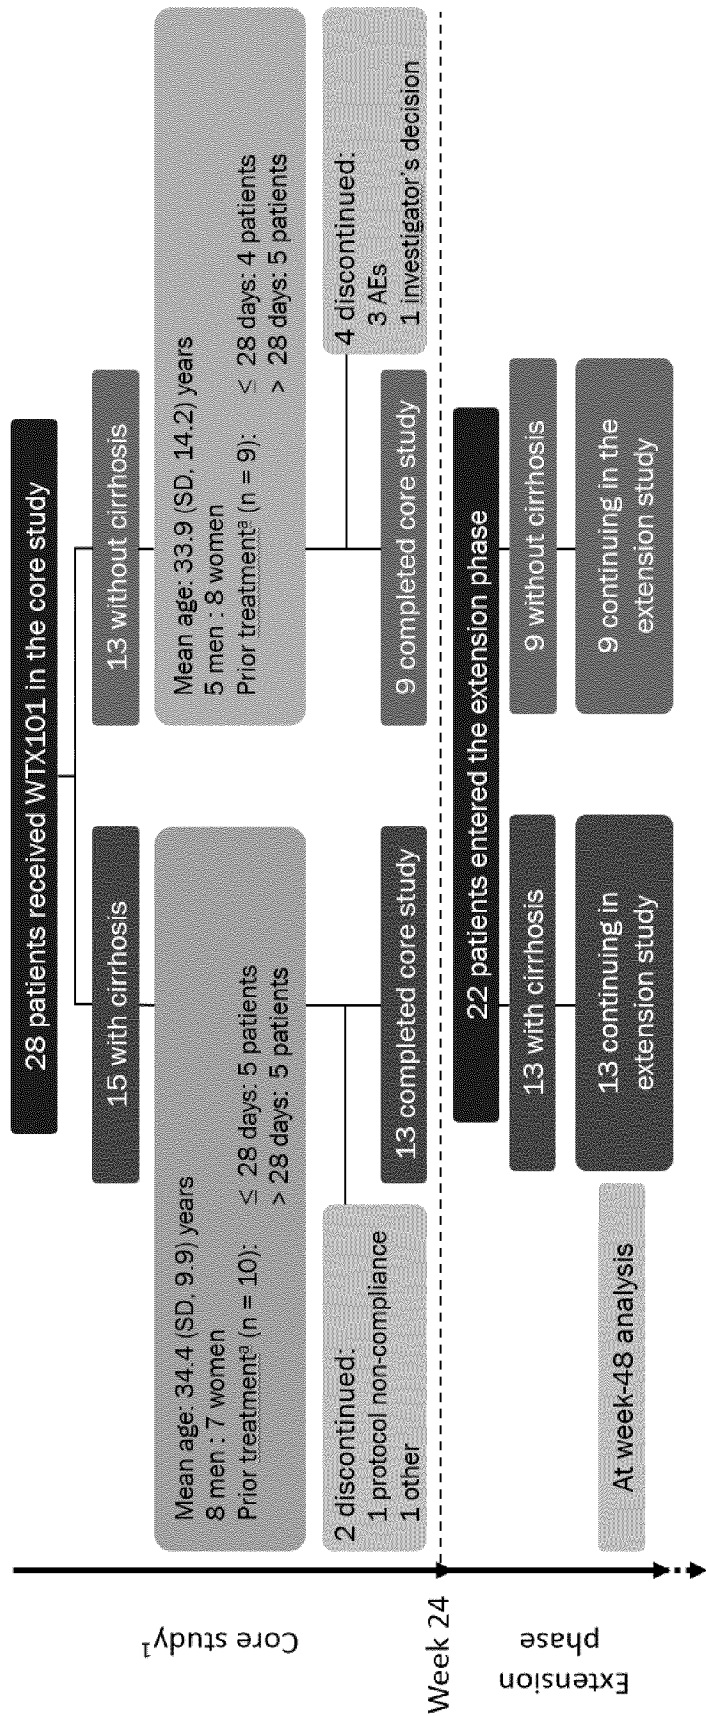 28 patients received WTX101 in the core study
15 with cirrhosis
13 without cirrhosis
Mean age: 34.4 (SD, 9.9) years
8 men : 7 women
Prior treatmentᵃ (n = 10): ≤ 28 days: 5 patients
> 28 days: 5 patients
Mean age: 33.9 (SD, 14.2) years
5 men : 8 women
Prior treatmentᵃ (n = 9): ≤ 28 days: 4 patients
> 28 days: 5 patients
2 discontinued:
1 protocol non-compliance
1 other
4 discontinued:
3 AEs
1 investigator's decision
13 completed core study
9 completed core study
Core study¹
Week 24
22 patients entered the extension phase
13 with cirrhosis
9 without cirrhosis
At week-48 analysis
13 continuing in
extension study
9 continuing in the
extension study
Extension
phase